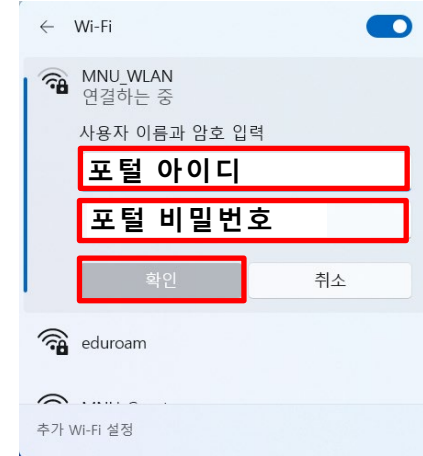 ← Wi-Fi
MNU_WLAN
연결하는 중
사용자 이름과 암호 입력
포털 아이디
포털 비밀번호
확인 취소
eduroam
추가 Wi-Fi 설정